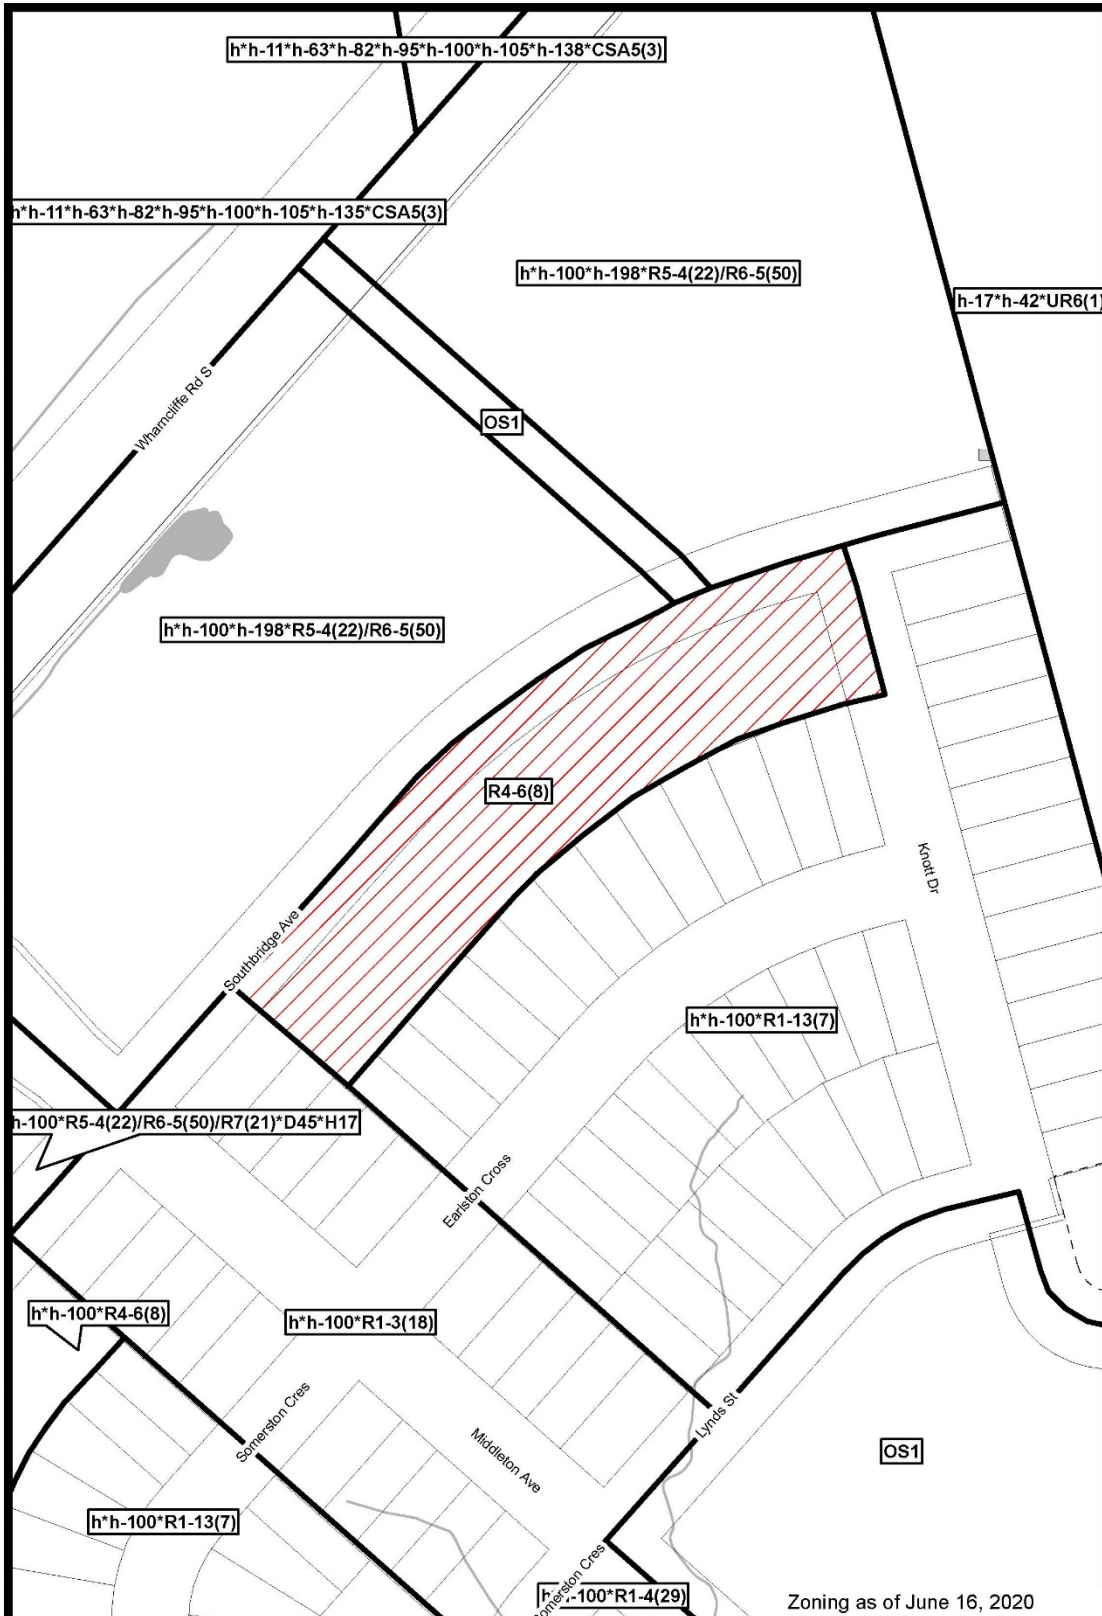 h*h-11*h-63*h-82*h-95*h-100*h-105*h-138*CSA5(3)
h*h-11*h-63*h-82*h-95*h-100*h-105*h-135*CSA5(3)
h*h-100*h-198*R5-4(22)/R6-5(50)
h-17*h-42*UR6(1)
Wharncliffe Rd S
OS1
h*h-100*h-198*R5-4(22)/R6-5(50)
R4-6(8)
Knott Dr
Southbridge Ave
h*h-100*R1-13(7)
h-100*R5-4(22)/R6-5(50)/R7(21)*D45*H17
Earlston Cross
h*h-100*R4-6(8)
h*h-100*R1-3(18)
Somerston Cres
Lynds St
Middleton Ave
OS1
h*h-100*R1-13(7)
Somerston Cres
-100*R1-4(29)
Zoning as of June 16, 2020